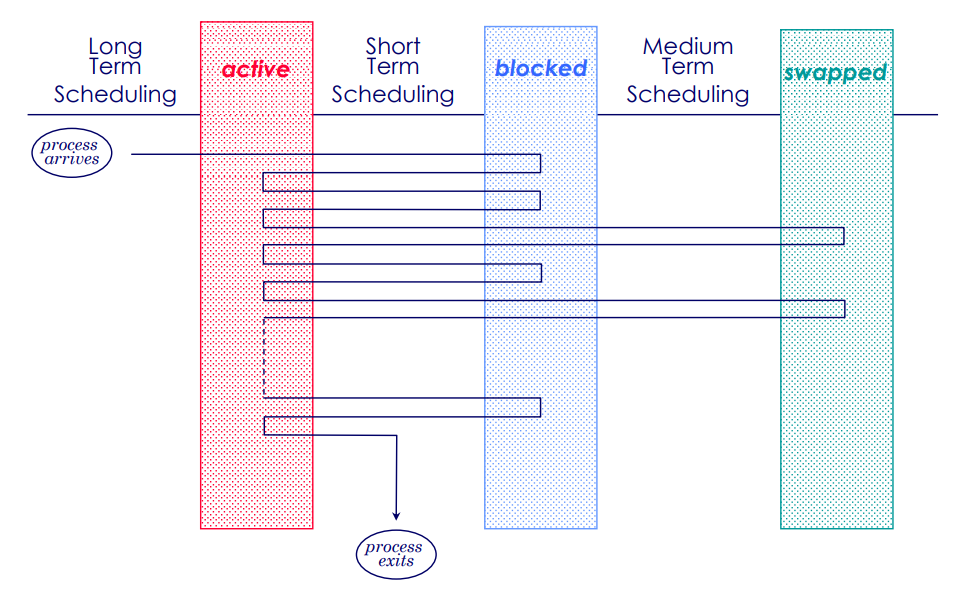 Long
Term
Scheduling
active
Short
Term
Scheduling
blocked
Medium
Term
Scheduling
swapped
process
arrives
process
exits